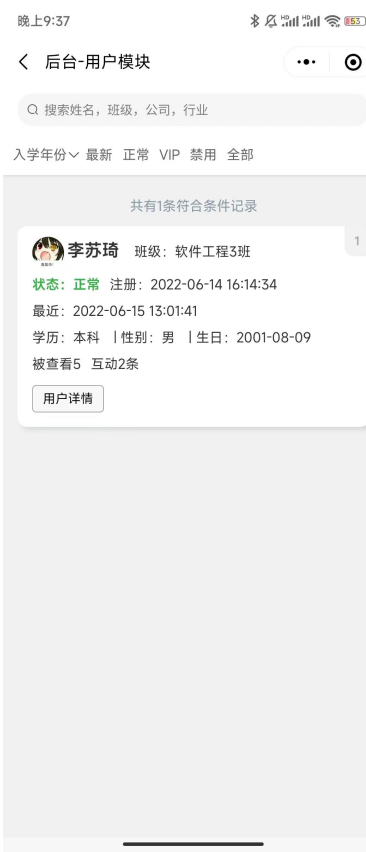 晚上9:37 53
后台-用户模块
搜索姓名，班级，公司，行业
入学年份 最新 正常 VIP 禁用 全部
共有1条符合条件记录
1
李苏琦 班级：软件工程3班
状态：正常 注册：2022-06-14 16:14:34
最近：2022-06-15 13:01:41
学历：本科 | 性别：男 | 生日：2001-08-09
被查看5 互动2条
用户详情